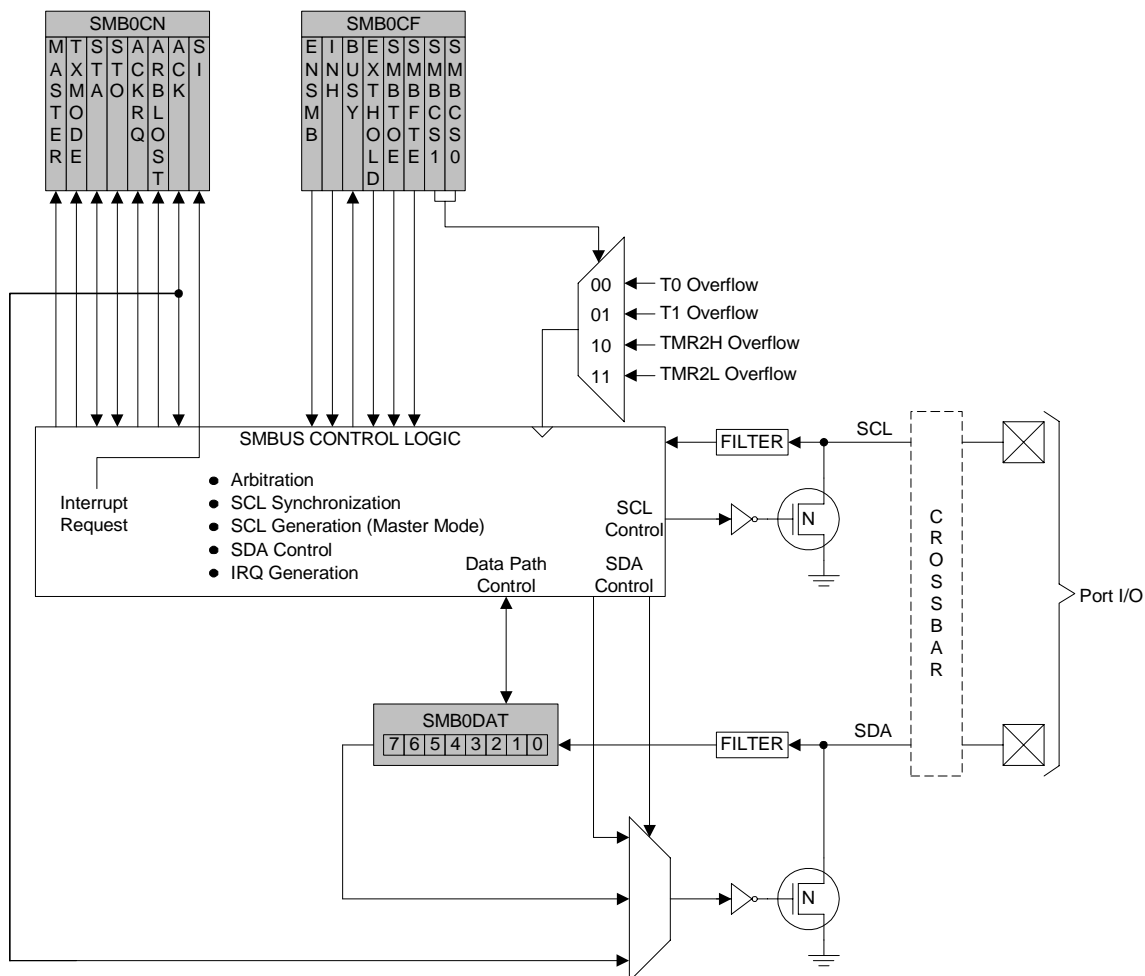 SMB0CN
MASTER
TXMODE
STA
STO
ACKRQ
ARBLOST
ACK
SI
SMB0CF
ENSMB
INH
BUSY
EXTHOLD
SMBTOE
SMBFTE
SMBCS1
SMBCS0
00
01
10
11
T0 Overflow
T1 Overflow
TMR2H Overflow
TMR2L Overflow
SMBUS CONTROL LOGIC
Interrupt
Request
● Arbitration
● SCL Synchronization
● SCL Generation (Master Mode)
● SDA Control
● IRQ Generation
SCL
Control
Data Path
Control
SDA
Control
FILTER
SCL
N
CROSSBAR
Port I/O
SMB0DAT
7 6 5 4 3 2 1 0
FILTER
SDA
N